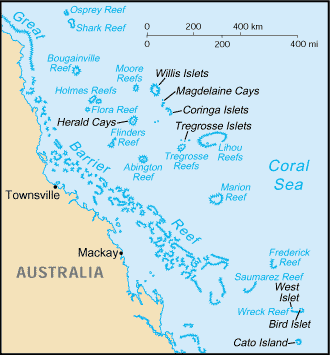 Osprey Reef
Shark Reef
Great
0 200 400 km
0 200 400 mi
Bougainville
Reef
Moore
Reefs
Willis Islets
Magdelaine Cays
Holmes Reefs
Coringa Islets
Flora Reef
Herald Cays
Tregrosse Islets
Flinders
Reef
Lihou
Reefs
Tregrosse
Reefs
Barrier
Abington
Reef
Coral
Sea
Townsville
Marion
Reef
Reef
Mackay
Frederick
Reef
AUSTRALIA
Saumarez Reef
West
Islet
Wreck Reef
Bird Islet
Cato Island